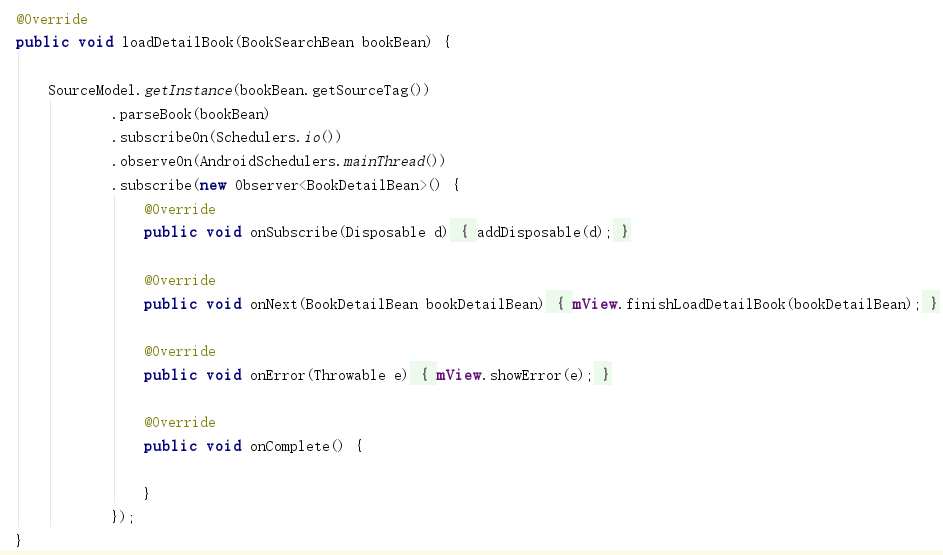 @Override
public void loadDetailBook(BookSearchBean bookBean) {
SourceModel.getInstance(bookBean.getSourceTag())
.parseBook(bookBean)
.subscribeOn(Schedulers.io())
.observeOn(AndroidSchedulers.mainThread())
.subscribe(new Observer<BookDetailBean>() {
@Override
public void onSubscribe(Disposable d) { addDisposable(d); }
@Override
public void onNext(BookDetailBean bookDetailBean) { mView.finishLoadDetailBook(bookDetailBean); }
@Override
public void onError(Throwable e) { mView.showError(e); }
@Override
public void onComplete() {
}
});
}